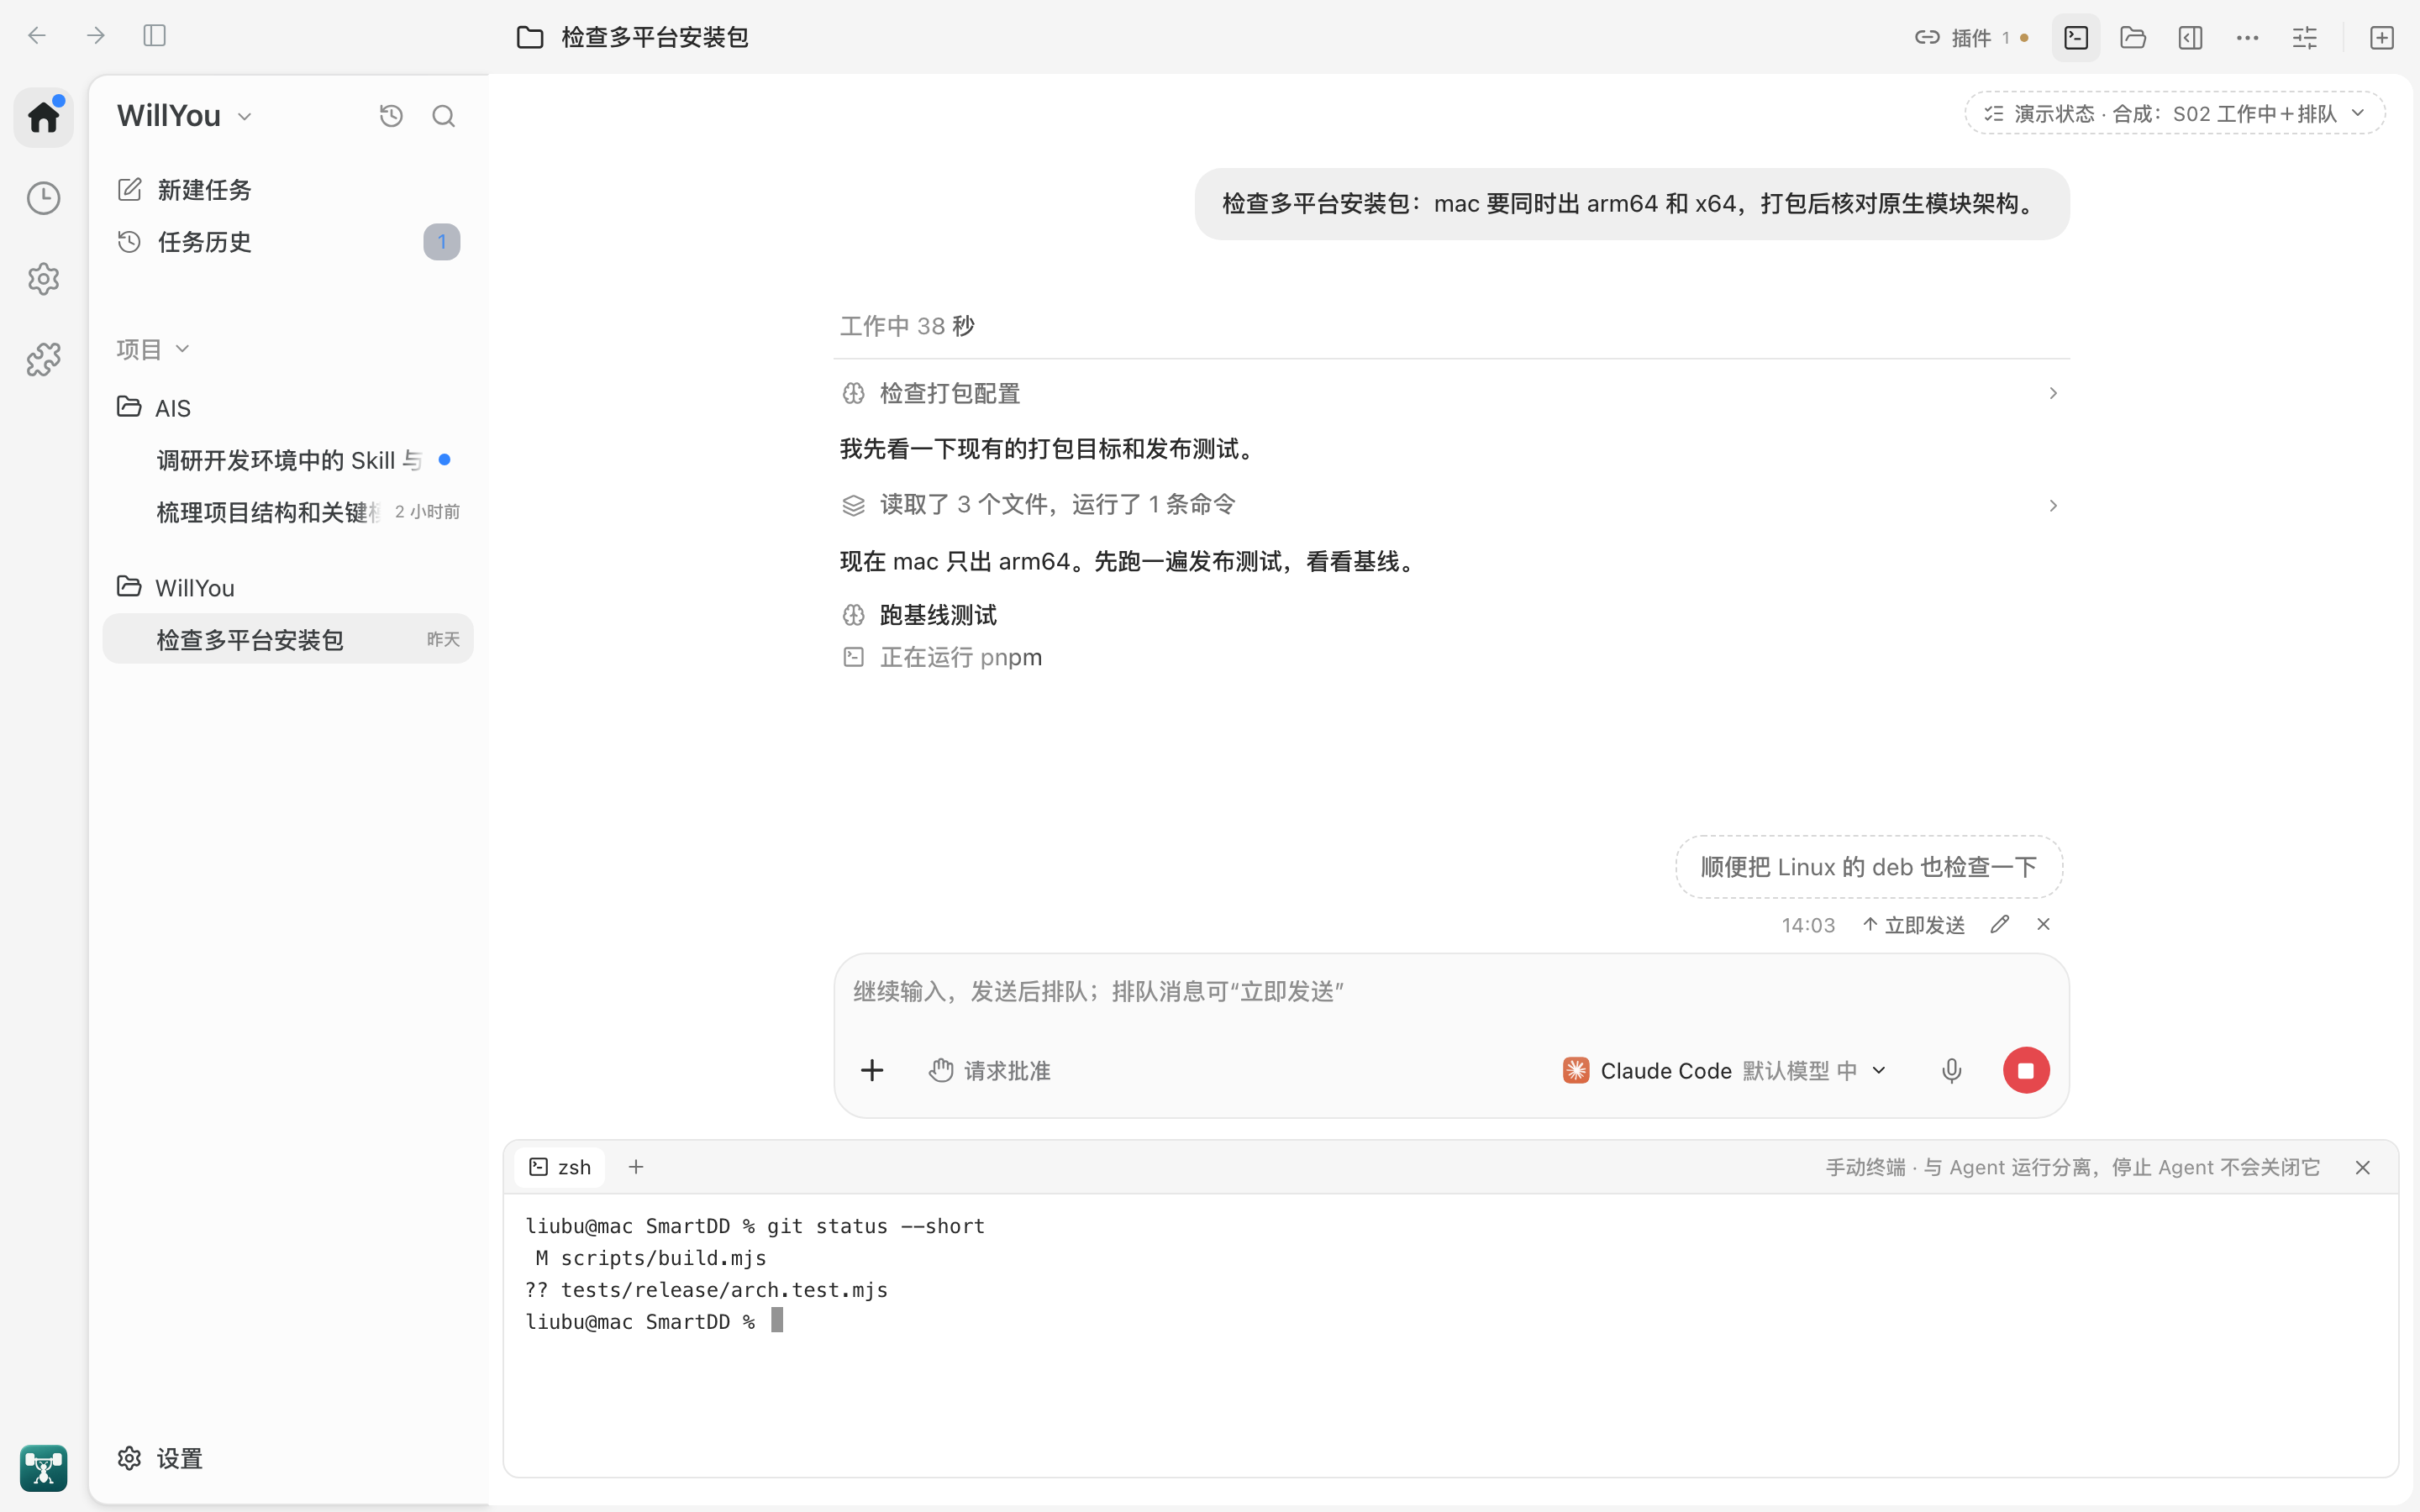 检查多平台安装包
插件 1
WillYou
演示状态 · 合成：S02 工作中＋排队
新建任务
任务历史 1
项目
AIS
调研开发环境中的 Skill 与
梳理项目结构和关键 2 小时前
WillYou
检查多平台安装包 昨天
设置
检查多平台安装包：mac 要同时出 arm64 和 x64，打包后核对原生模块架构。
工作中 38 秒
检查打包配置
我先看一下现有的打包目标和发布测试。
读取了 3 个文件，运行了 1 条命令
现在 mac 只出 arm64。先跑一遍发布测试，看看基线。
跑基线测试
正在运行 pnpm
顺便把 Linux 的 deb 也检查一下
14:03 立即发送
继续输入，发送后排队；排队消息可“立即发送”
请求批准
Claude Code 默认模型 中
zsh
手动终端 · 与 Agent 运行分离，停止 Agent 不会关闭它
liubu@mac SmartDD % git status --short
 M scripts/build.mjs
?? tests/release/arch.test.mjs
liubu@mac SmartDD %